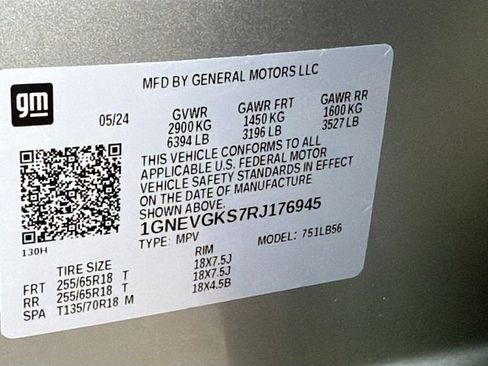 gm
MFD BY GENERAL MOTORS LLC
05/24 GVWR GAWR FRT GAWR RR
2900 KG 1450 KG 1600 KG
6394 LB 3196 LB 3527 LB
THIS VEHICLE CONFORMS TO ALL
APPLICABLE U.S. FEDERAL MOTOR
VEHICLE SAFETY STANDARDS IN EFFECT
ON THE DATE OF MANUFACTURE
SHOWN ABOVE.
1GNEVGKS7RJ176945
TYPE: MPV MODEL: 751LB56
130H
TIRE SIZE RIM
FRT 255/65R18 T 18X7.5J
RR 255/65R18 T 18X7.5J
SPA T135/70R18 M 18X4.5B